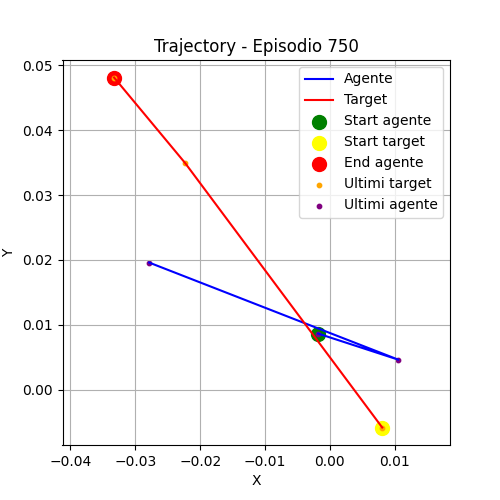 Trajectory - Episodio 750
Agente
Target
Start agente
Start target
End agente
Ultimi target
Ultimi agente
0.05
0.04
0.03
0.02
0.01
0.00
Y
−0.04
−0.03
−0.02
−0.01
0.00
0.01
X